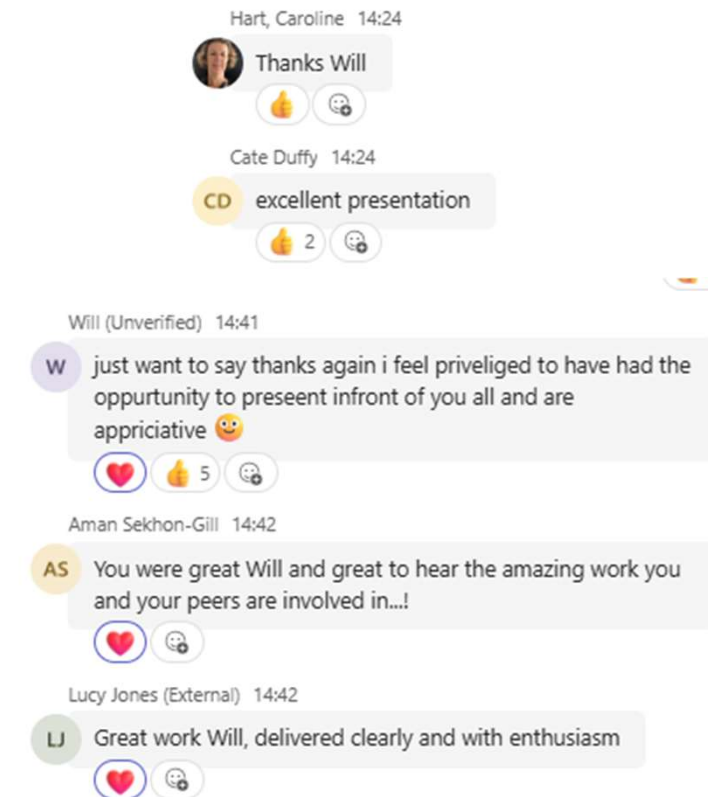 Hart, Caroline 14:24
Thanks Will
Cate Duffy 14:24
CD
excellent presentation
2
Will (Unverified) 14:41
W
just want to say thanks again i feel priveliged to have had the
oppurtunity to preseent infront of you all and are
appriciative
5
Aman Sekhon-Gill 14:42
AS
You were great Will and great to hear the amazing work you
and your peers are involved in...!
Lucy Jones (External) 14:42
LJ
Great work Will, delivered clearly and with enthusiasm